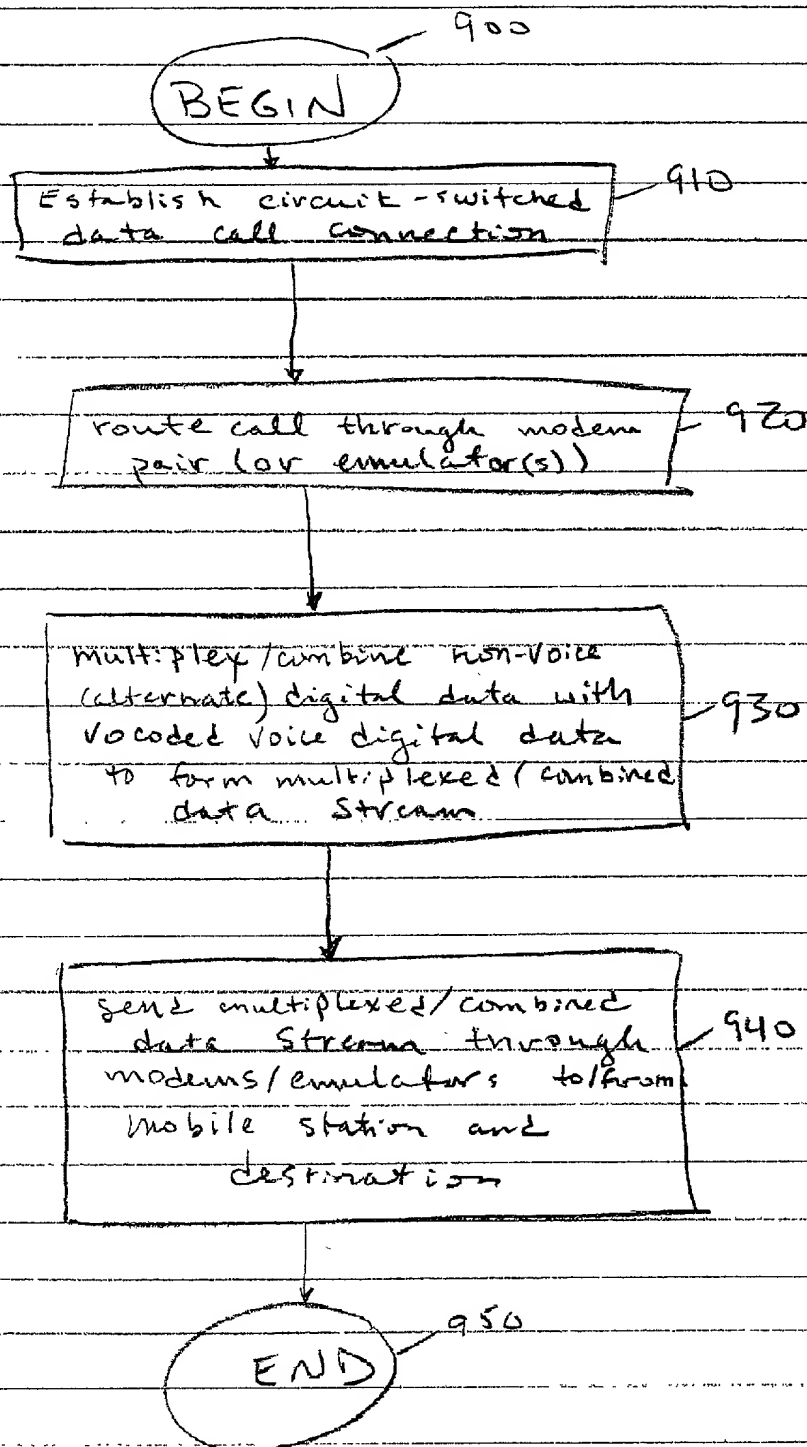 900
BEGIN
910
Establish circuit-switched
data call connection
920
route call through modem
pair (or emulator(s))
930
multiplex/combine non-voice
(alternate) digital data with
vocoded voice digital data
to form multiplexed/combined
data stream
940
send multiplexed/combined
data stream through
modems/emulators to/from
mobile station and
destination
950
END